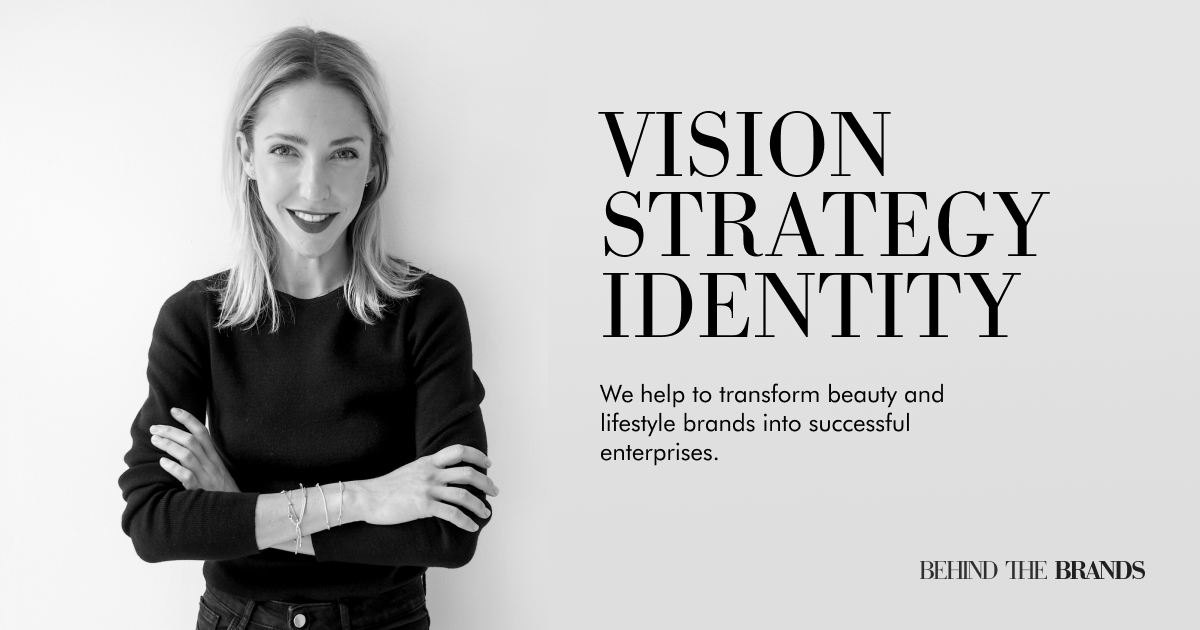 VISION
STRATEGY
IDENTITY
We help to transform beauty and
lifestyle brands into successful
enterprises.
BEHIND THE BRANDS